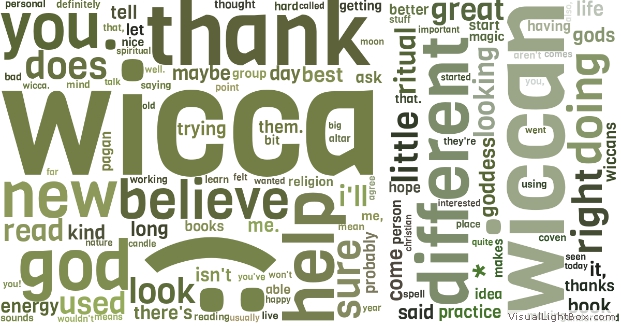 personal
definitely
tell
thought
hard
called
getting
you.
that,
let
nice
thank
moon
does
spiritual
well.
maybe
group
day
best
ask
bad
wicca.
mind
talk
saying
point
wicca
old
trying
them.
bit
big
altar
pagan
for
new
working
believe
learn
felt
wanted
religion
i'll
agree
read
kind
long
books
me.
help
me,
mean
nature
candle
god
isn't
you've
won't
sure
probably
you!
look
able
happy
energy
used
there's
reading
usually
live
year
sounds
wouldn't
means
better
great
stuff
important
start
magic
having
also,
life
ritual
different
started
looking
aren't
comes
gods
that.
you,
wiccan
doing
little
they're
went
wiccans
hope
goddess
using
right
person
christian
interested
place
come
quite
makes
coven
seen
today
it,
spell
*
idea
thanks
said
practice
book
VisualLightBox.com